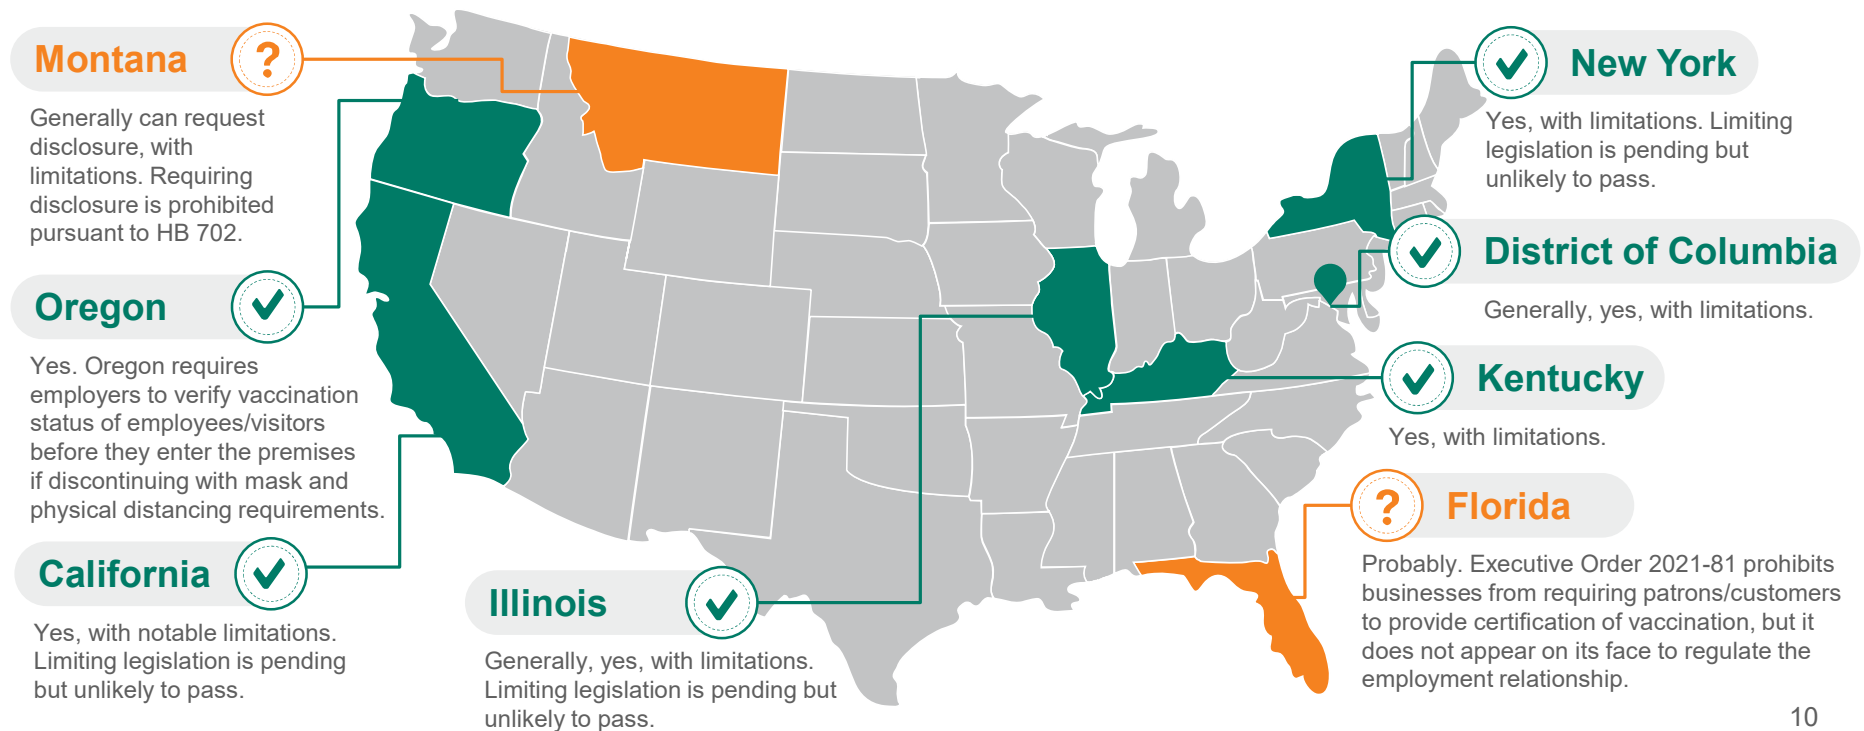 Montana
?
Generally can request
disclosure, with
limitations. Requiring
disclosure is prohibited
pursuant to HB 702.
Oregon
Yes. Oregon requires
employers to verify vaccination
status of employees/visitors
before they enter the premises
if discontinuing with mask and
physical distancing requirements.
California
Yes, with notable limitations.
Limiting legislation is pending
but unlikely to pass.
Illinois
Generally, yes, with limitations.
Limiting legislation is pending but
unlikely to pass.
New York
Yes, with limitations. Limiting
legislation is pending but
unlikely to pass.
District of Columbia
Generally, yes, with limitations.
Kentucky
Yes, with limitations.
?
Florida
Probably. Executive Order 2021-81 prohibits
businesses from requiring patrons/customers
to provide certification of vaccination, but it
does not appear on its face to regulate the
employment relationship.
10